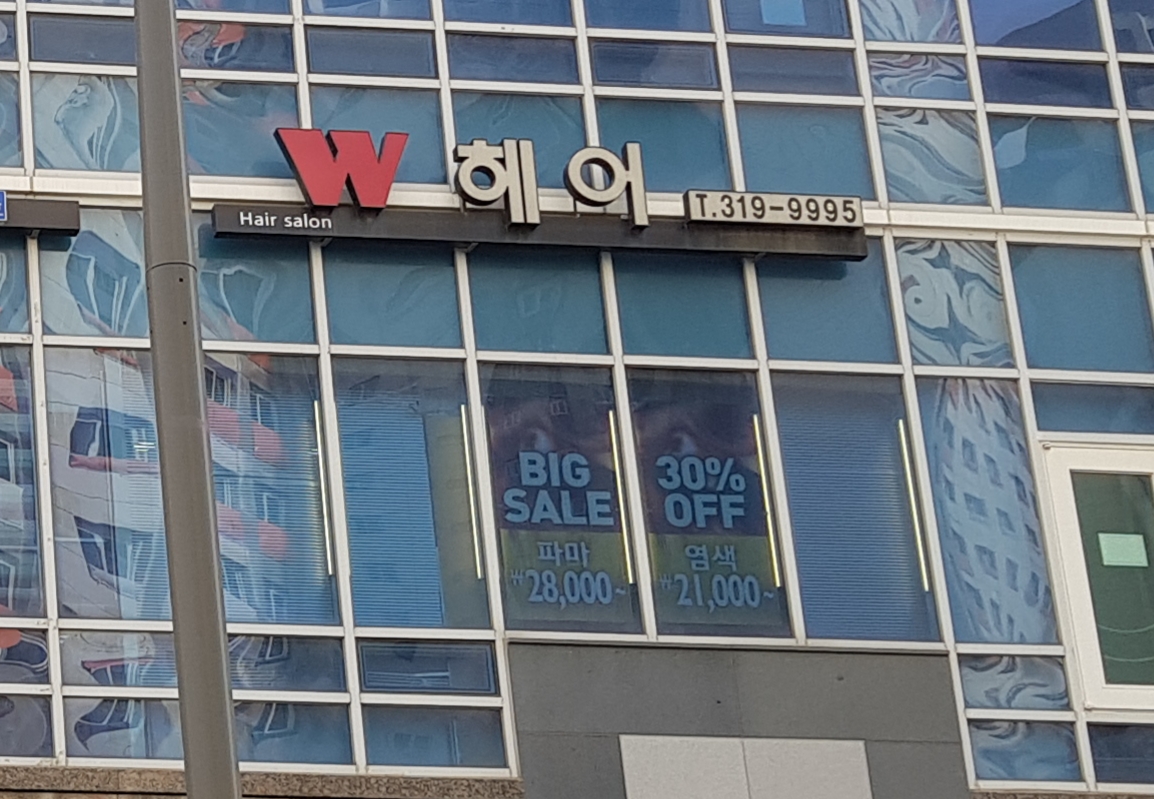 W 헤어
Hair salon
T.319-9995
BIG
SALE
파마
₩28,000~
30%
OFF
염색
₩21,000~